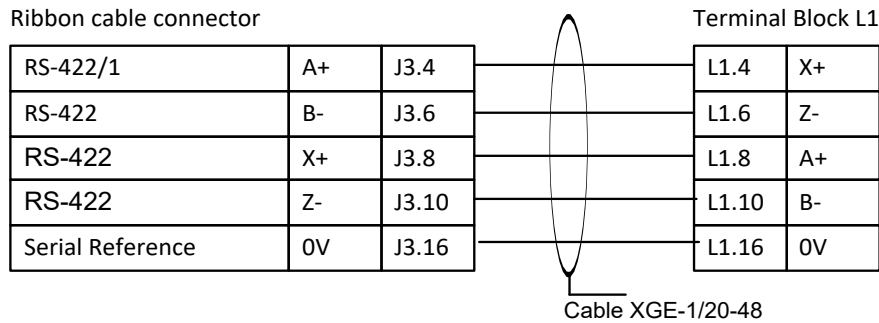 Ribbon cable connector Terminal Block L1
RS-422/1 A+ J3.4 L1.4 X+
RS-422 B- J3.6 L1.6 Z-
RS-422 X+ J3.8 L1.8 A+
RS-422 Z- J3.10 L1.10 B-
Serial Reference 0V J3.16 L1.16 0V
Cable XGE-1/20-48